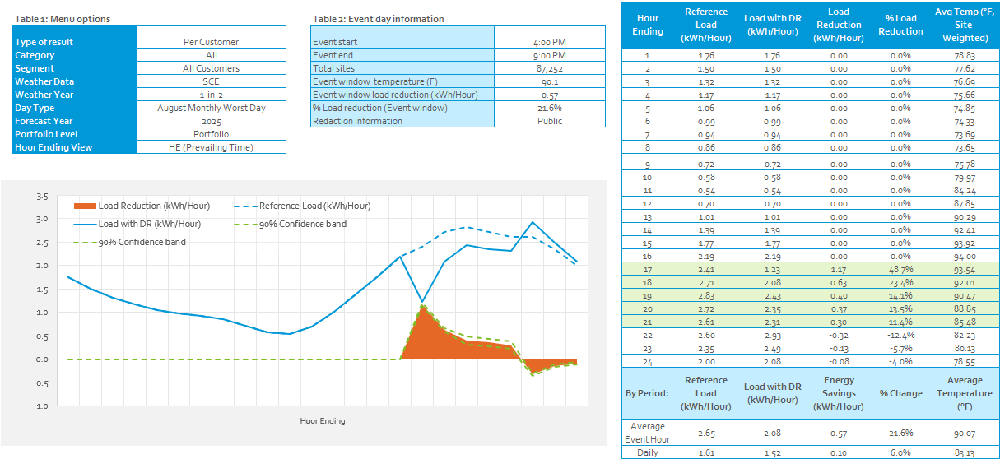 Table 1: Menu options
Type of result Per Customer
Category All
Segment All Customers
Weather Data SCE
Weather Year 1-in-2
Day Type August Monthly Worst Day
Forecast Year 2025
Portfolio Level Portfolio
Hour Ending View HE (Prevailing Time)
Table 2: Event day information
Event start 4:00 PM
Event end 9:00 PM
Total sites 87,252
Event window temperature (F) 90.1
Event window load reduction (kWh/Hour) 0.57
% Load reduction (Event window) 21.6%
Redaction Information Public
3.5
3.0
2.5
2.0
1.5
1.0
0.5
0.0
-0.5
-1.0
Load Reduction (kWh/Hour)
Reference Load (kWh/Hour)
Load with DR (kWh/Hour)
90% Confidence band
90% Confidence band
Hour Ending
Hour Ending
Reference Load (kWh/Hour)
Load with DR (kWh/Hour)
Load Reduction (kWh/Hour)
% Load Reduction
Avg Temp (°F, Site-Weighted)
1 1.76 1.76 0.00 0.0% 78.83
2 1.50 1.50 0.00 0.0% 77.62
3 1.32 1.32 0.00 0.0% 76.69
4 1.17 1.17 0.00 0.0% 75.66
5 1.06 1.06 0.00 0.0% 74.85
6 0.99 0.99 0.00 0.0% 74.33
7 0.94 0.94 0.00 0.0% 73.69
8 0.86 0.86 0.00 0.0% 73.65
9 0.72 0.72 0.00 0.0% 75.78
10 0.58 0.58 0.00 0.0% 79.97
11 0.54 0.54 0.00 0.0% 84.24
12 0.70 0.70 0.00 0.0% 87.85
13 1.01 1.01 0.00 0.0% 90.29
14 1.39 1.39 0.00 0.0% 92.41
15 1.77 1.77 0.00 0.0% 93.92
16 2.19 2.19 0.00 0.0% 94.00
17 2.41 1.23 1.17 48.7% 93.54
18 2.71 2.08 0.63 23.4% 92.01
19 2.83 2.43 0.40 14.1% 90.47
20 2.72 2.35 0.37 13.5% 88.85
21 2.61 2.31 0.30 11.4% 85.48
22 2.60 2.93 -0.32 -12.4% 82.23
23 2.35 2.49 -0.13 -5.7% 80.13
24 2.00 2.08 -0.08 -4.0% 78.55
By Period:
Reference Load (kWh/Hour)
Load with DR (kWh/Hour)
Energy Savings (kWh/Hour)
% Change
Average Temperature (°F)
Average Event Hour 2.65 2.08 0.57 21.6% 90.07
Daily 1.61 1.52 0.10 6.0% 83.13